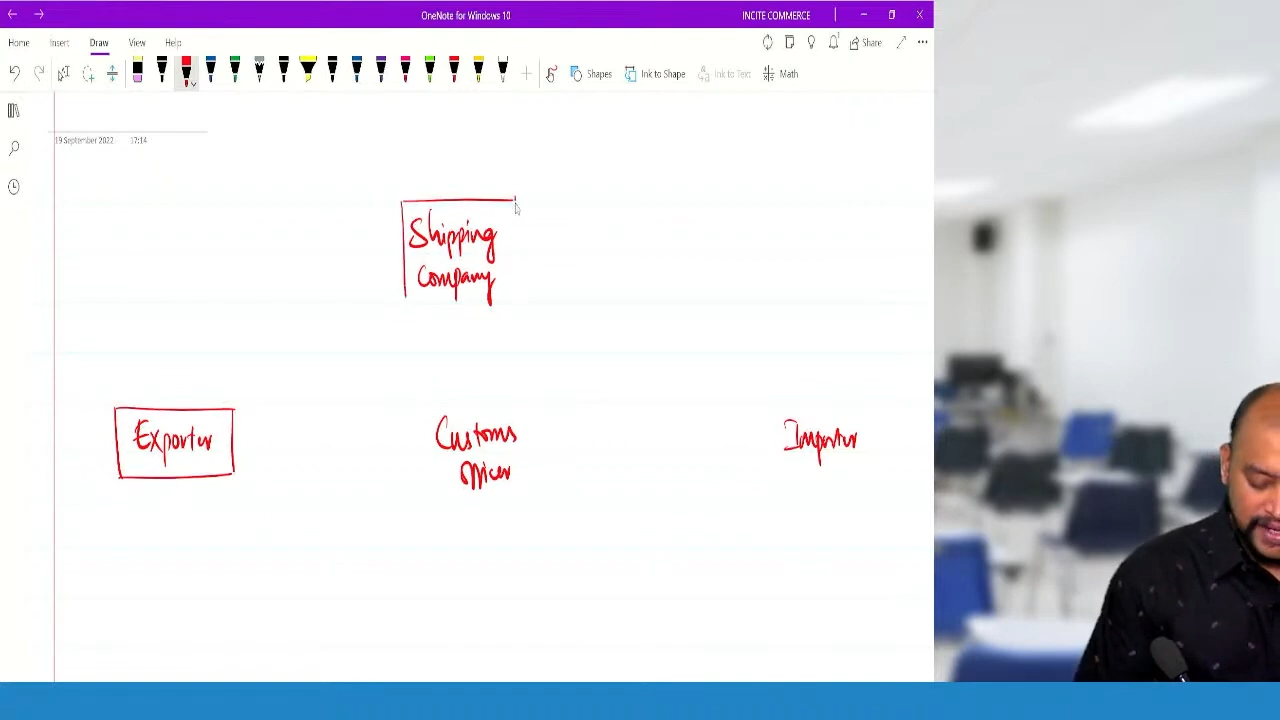 OneNote for Windows 10
INCITE COMMERCE
Home Insert Draw View Help
Share
Shapes
Ink to Shape
Ink to Text
Math
19 September 2022 17:14
Shipping
Company
Exporter
Customs
officer
Importer